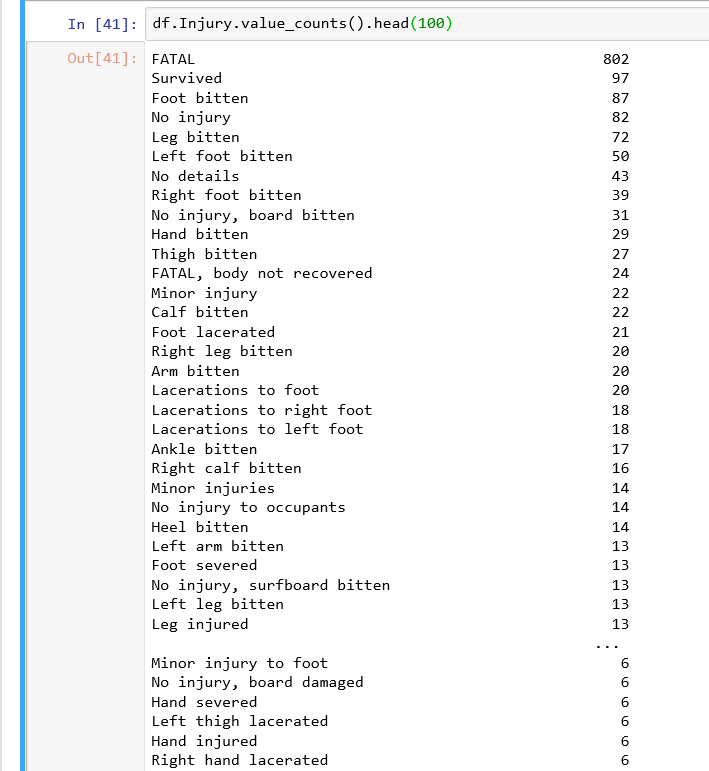 In [41]: df.Injury.value_counts().head(100)
Out[41]: FATAL 802
Survived 97
Foot bitten 87
No injury 82
Leg bitten 72
Left foot bitten 50
No details 43
Right foot bitten 39
No injury, board bitten 31
Hand bitten 29
Thigh bitten 27
FATAL, body not recovered 24
Minor injury 22
Calf bitten 22
Foot lacerated 21
Right leg bitten 20
Arm bitten 20
Lacerations to foot 20
Lacerations to right foot 18
Lacerations to left foot 18
Ankle bitten 17
Right calf bitten 16
Minor injuries 14
No injury to occupants 14
Heel bitten 14
Left arm bitten 13
Foot severed 13
No injury, surfboard bitten 13
Left leg bitten 13
Leg injured 13
...
Minor injury to foot 6
No injury, board damaged 6
Hand severed 6
Left thigh lacerated 6
Hand injured 6
Right hand lacerated 6